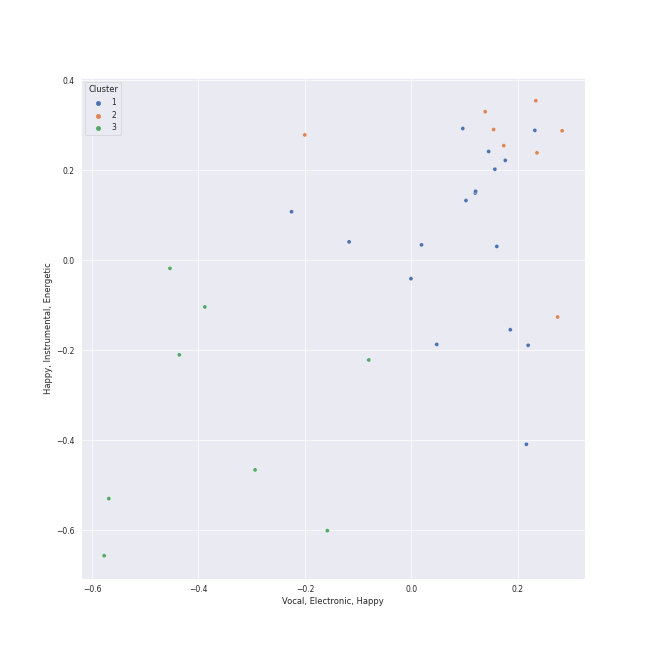 0.4
0.2
0.0
−0.2
−0.4
−0.6
Happy, Instrumental, Energetic
Cluster
1
2
3
−0.6 −0.4 −0.2 0.0 0.2
Vocal, Electronic, Happy